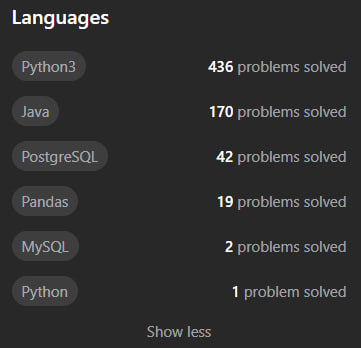 Languages
Python3 436 problems solved
Java 170 problems solved
PostgreSQL 42 problems solved
Pandas 19 problems solved
MySQL 2 problems solved
Python 1 problem solved
Show less